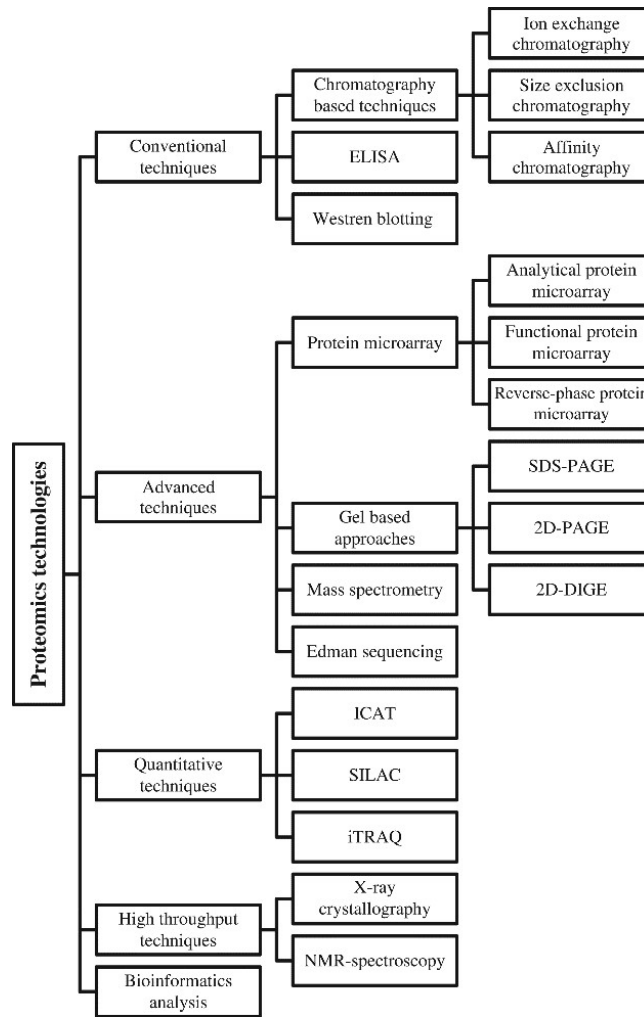 Proteomics technologies
Conventional
techniques
Chromatography
based techniques
Ion exchange
chromatography
Size exclusion
chromatography
Affinity
chromatography
ELISA
Westren blotting
Advanced
techniques
Protein microarray
Analytical protein
microarray
Functional protein
microarray
Reverse-phase protein
microarray
Gel based
approaches
SDS-PAGE
2D-PAGE
2D-DIGE
Mass spectrometry
Edman sequencing
Quantitative
techniques
ICAT
SILAC
iTRAQ
High throughput
techniques
X-ray
crystallography
NMR-spectroscopy
Bioinformatics
analysis